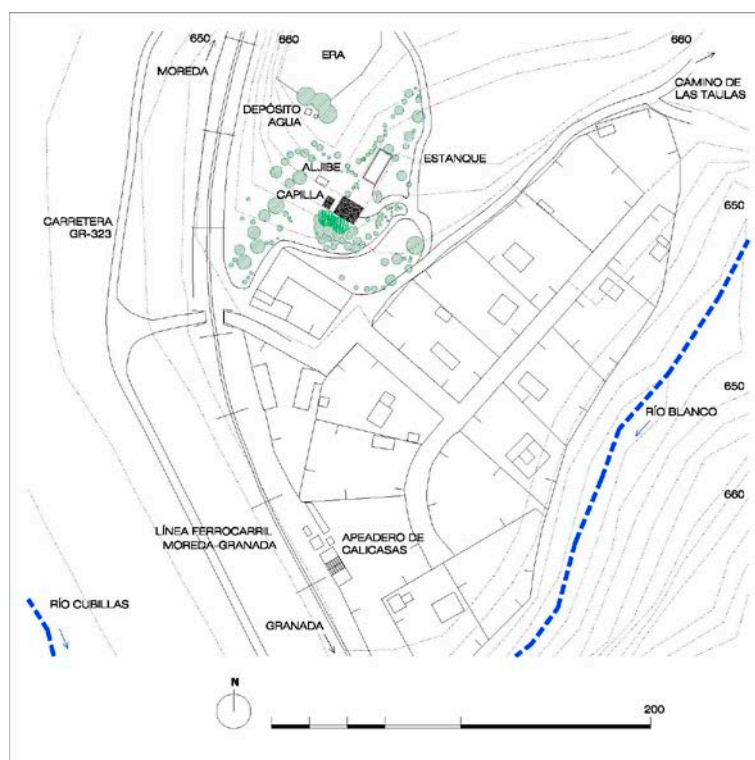 650
660
ERA
660
MOREDA
CAMINO DE
LAS TAULAS
DEPÓSITO
AGUA
ESTANQUE
ALJIBE
CAPILLA
650
CARRETERA
GR-323
650
RÍO BLANCO
660
LÍNEA FERROCARRIL
MOREDA-GRANADA
APEADERO DE
CALICASAS
RÍO CUBILLAS
GRANADA
N
200